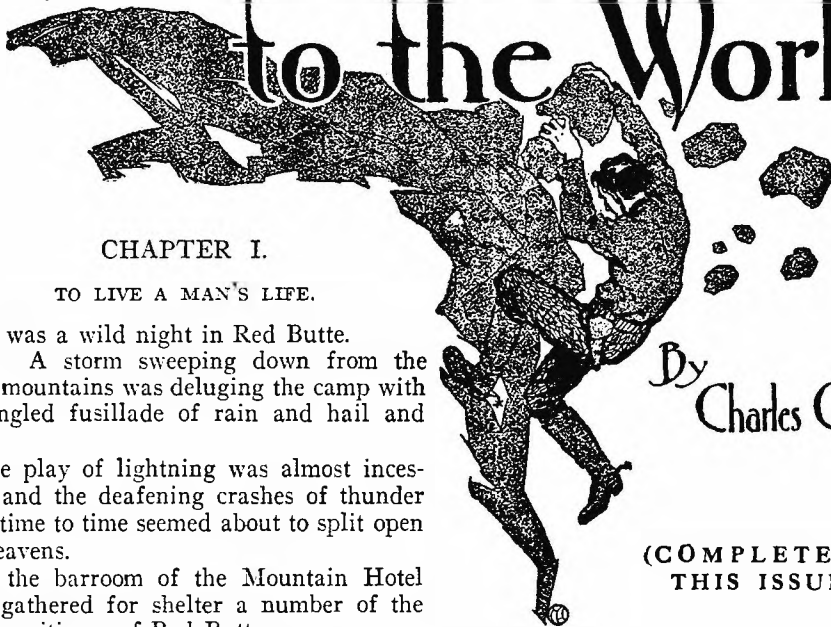 to the Worl
CHAPTER I.
TO LIVE A MAN'S LIFE.
was a wild night in Red Butte.
A storm sweeping down from the
mountains was deluging the camp with
ngled fusillade of rain and hail and
e play of lightning was almost inces-
and the deafening crashes of thunder
time to time seemed about to split open
eavens.
the barroom of the Mountain Hotel
gathered for shelter a number of the
By
Charles
(COMPLETE
THIS ISSU